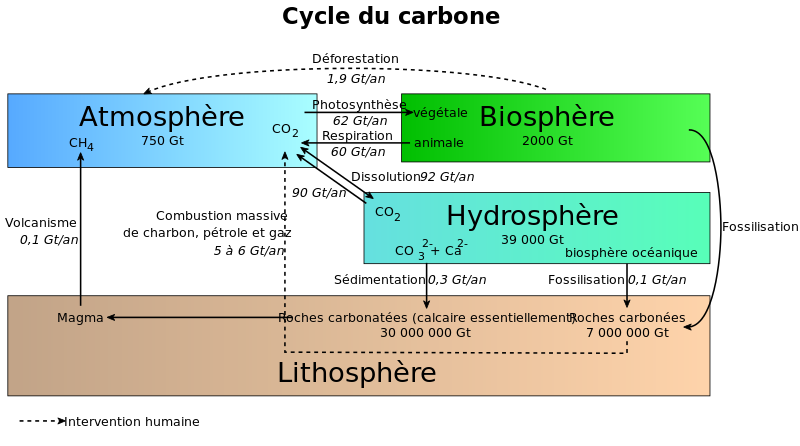 Cycle du carbone
Déforestation
1,9 Gt/an
Atmosphère
750 Gt
CH4
CO2
Photosynthèse
62 Gt/an
Respiration
60 Gt/an
Biosphère
2000 Gt
végétale
animale
Dissolution 92 Gt/an
90 Gt/an
Hydrosphère
39 000 Gt
CO2
CO3 2- + Ca 2-
biosphère océanique
Fossilisation
Volcanisme
0,1 Gt/an
Combustion massive
de charbon, pétrole et gaz
5 à 6 Gt/an
Sédimentation 0,3 Gt/an
Fossilisation 0,1 Gt/an
Magma
Roches carbonatées (calcaire essentiellement)
30 000 000 Gt
Roches carbonées
7 000 000 Gt
Lithosphère
Intervention humaine